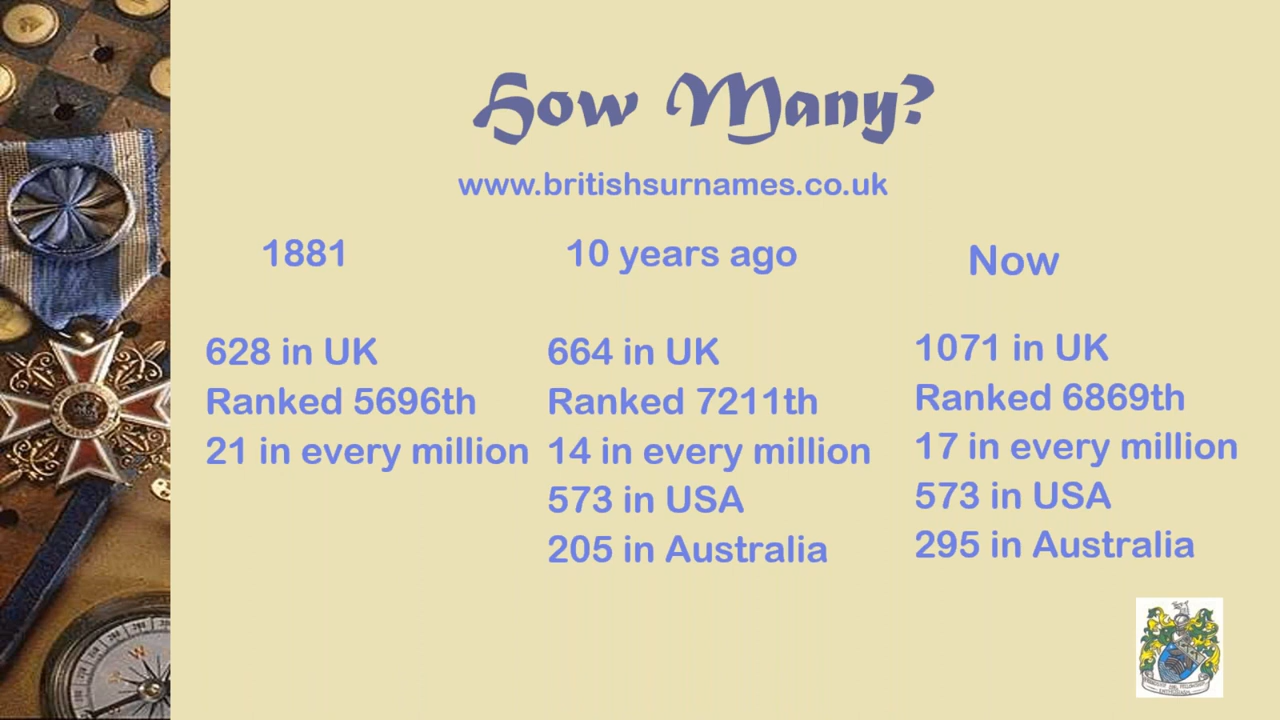 How Many?
www.britishsurnames.co.uk
1881
628 in UK
Ranked 5696th
21 in every million
10 years ago
664 in UK
Ranked 7211th
14 in every million
573 in USA
205 in Australia
Now
1071 in UK
Ranked 6869th
17 in every million
573 in USA
295 in Australia